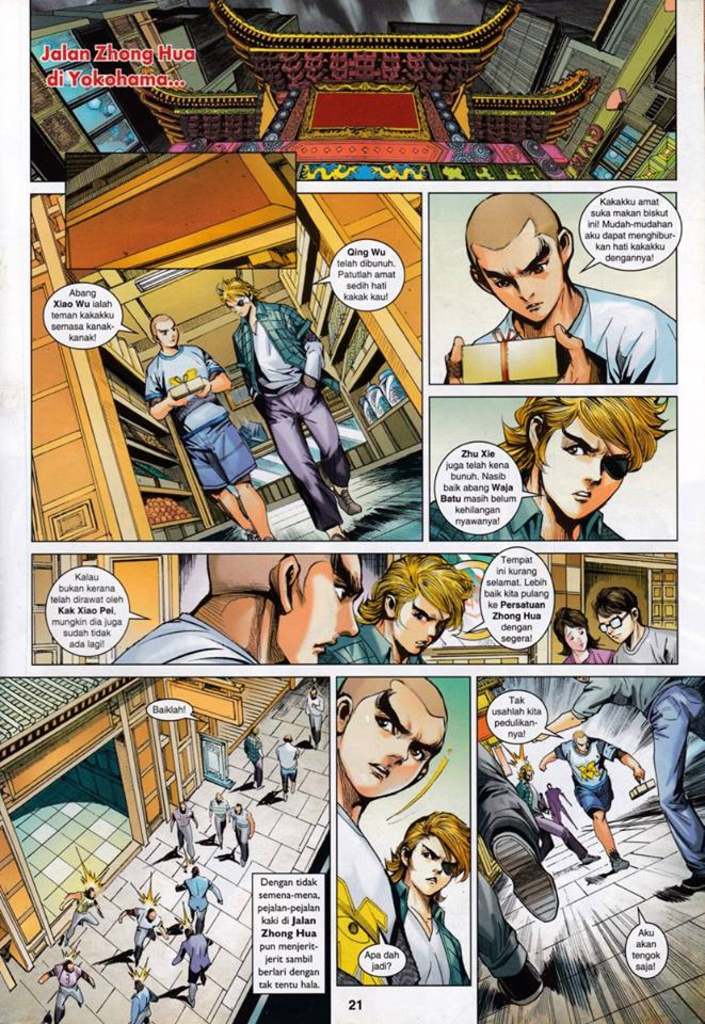 Jalan Zhong Hua
di Yokohama...
Abang
Xiao Wu ialah
teman kakakku
semasa kanak-
kanak!
Qing Wu
telah dibunuh.
Patutlah amat
sedih hati
kakak kau!
Kakakku amat
suka makan biskut
ini! Mudah-mudahan
aku dapat menghibur-
kan hati kakakku
dengannya!
Zhu Xie
juga telah kena
bunuh. Nasib
baik abang Waja
Batu masih belum
kehilangan
nyawanya!
Kalau
bukan kerana
telah dirawat oleh
Kak Xiao Pei,
mungkin dia juga
sudah tidak
ada lagi!
Tempat
ini kurang
selamat. Lebih
baik kita pergi
ke Persatuan
Zhong Hua
dengan
segera!
Baiklah!
Dengan tidak
semena-mena,
pejalan-pejalan
kaki di Jalan
Zhong Hua
pun menjerit-
jerit sambil
berlari dengan
tak tentu hala.
Apa dah
jadi?
Tak
usahlah kita
pedulikan-
nya!
Aku
akan
tengok
saja!
21